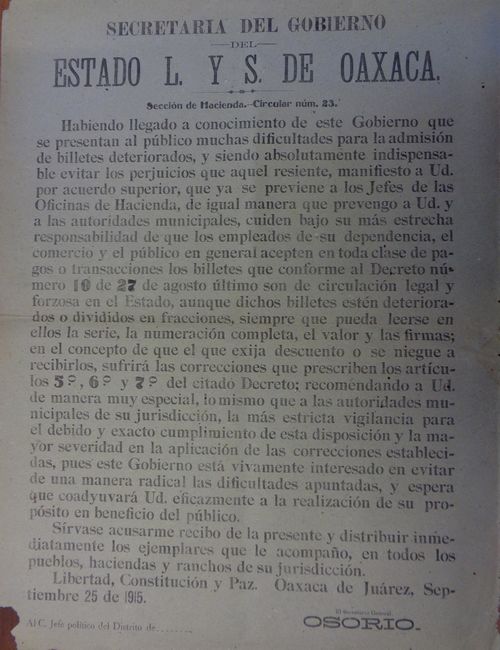 SECRETARIA DEL GOBIERNO
DEL
ESTADO L. Y S. DE OAXACA.
Sección de Hacienda.—Circular núm. 23.
Habiendo llegado a conocimiento de este Gobierno que
se presentan al público muchas dificultades para la admisión
de billetes deteriorados, y siendo absolutamente indispensa-
ble evitar los perjuicios que aquel resiente, manifiesto a Ud.
por acuerdo superior, que ya se previene a los Jefes de las
Oficinas de Hacienda, de igual manera que prevengo a Ud. y
a las autoridades municipales, cuiden bajo su más estrecha
responsabilidad de que los empleados de su dependencia, el
comercio y el público en general acepten en toda clase de pa-
gos o transacciones los billetes que conforme al Decreto nú-
mero 10 de 27 de agosto último son de circulación legal y
forzosa en el Estado, aunque dichos billetes estén deteriora-
dos o divididos en fracciones, siempre que pueda leerse en
ellos la serie, la numeración completa, el valor y las firmas;
en el concepto de que el que exija descuento o se niegue a
recibirlos, sufrirá las correcciones que prescriben los artícu-
los 5º, 6º y 7º del citado Decreto; recomendando a Ud.
de manera muy especial, lo mismo que a las autoridades mu-
nicipales de su jurisdicción, la más estricta vigilancia para
el debido y exacto cumplimiento de esta disposición y la ma-
yor severidad en la aplicación de las correcciones estableci-
das, pues este Gobierno está vivamente interesado en evitar
de una manera radical las dificultades apuntadas, y espera
que coadyuvará Ud. eficazmente a la realización de su pro-
pósito en beneficio del público.
Sírvase acusarme recibo de la presente y distribuir inme-
diatamente los ejemplares que le acompaño, en todos los
pueblos, haciendas y ranchos de su jurisdicción.
Libertad, Constitución y Paz. Oaxaca de Juárez, Sep-
tiembre 25 de 1915.
El Secretario General,
OSORIO.
Al C. Jefe político del Distrito de........